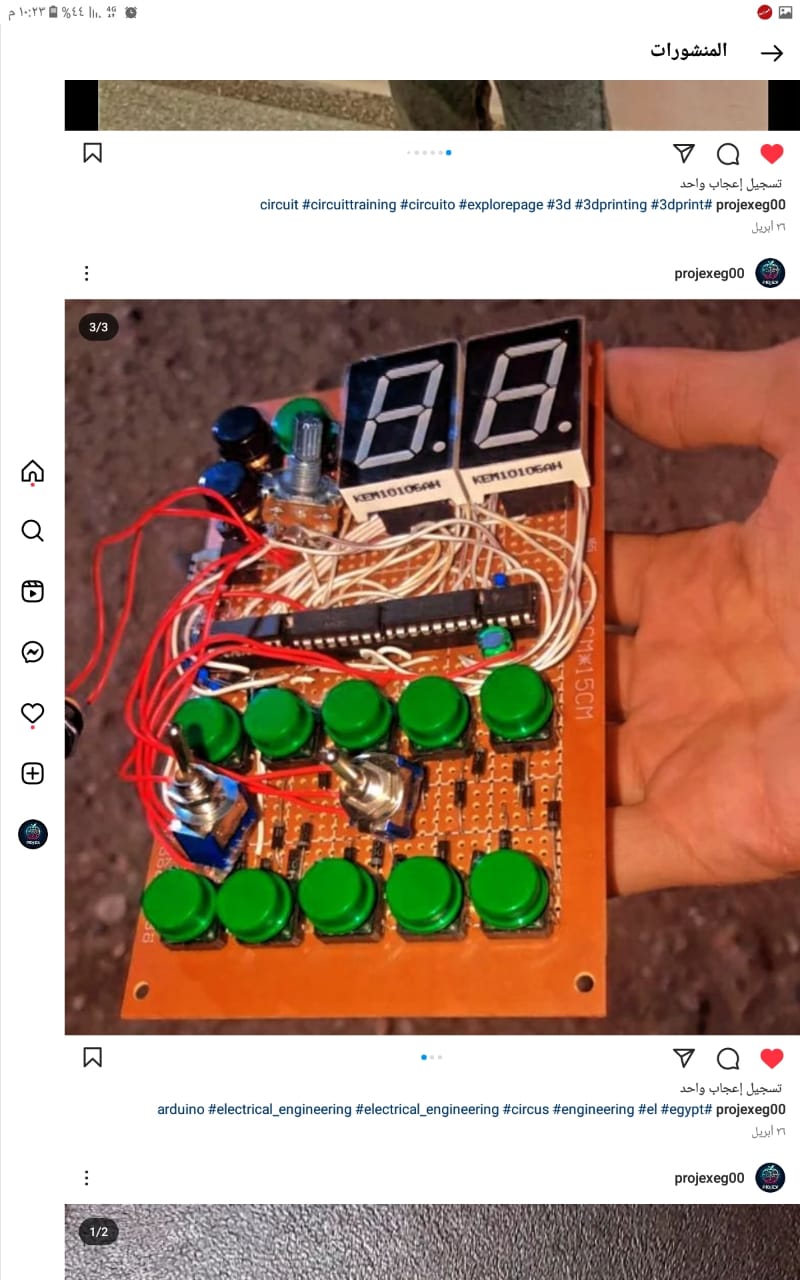 ١٠:٢٣ م
%٤٤
4G
المنشورات
تسجيل إعجاب واحد
projexeg00 #circuit #circuittraining #circuito #explorepage #3d #3dprinting #3dprint
٢٦ أبريل
projexeg00
3/3
KEM10106AH
KEM10106AH
CM*15CM
تسجيل إعجاب واحد
projexeg00 #arduino #electrical_engineering #electrical_engineering #circus #engineering #el #egypt
٢٦ أبريل
projexeg00
1/2